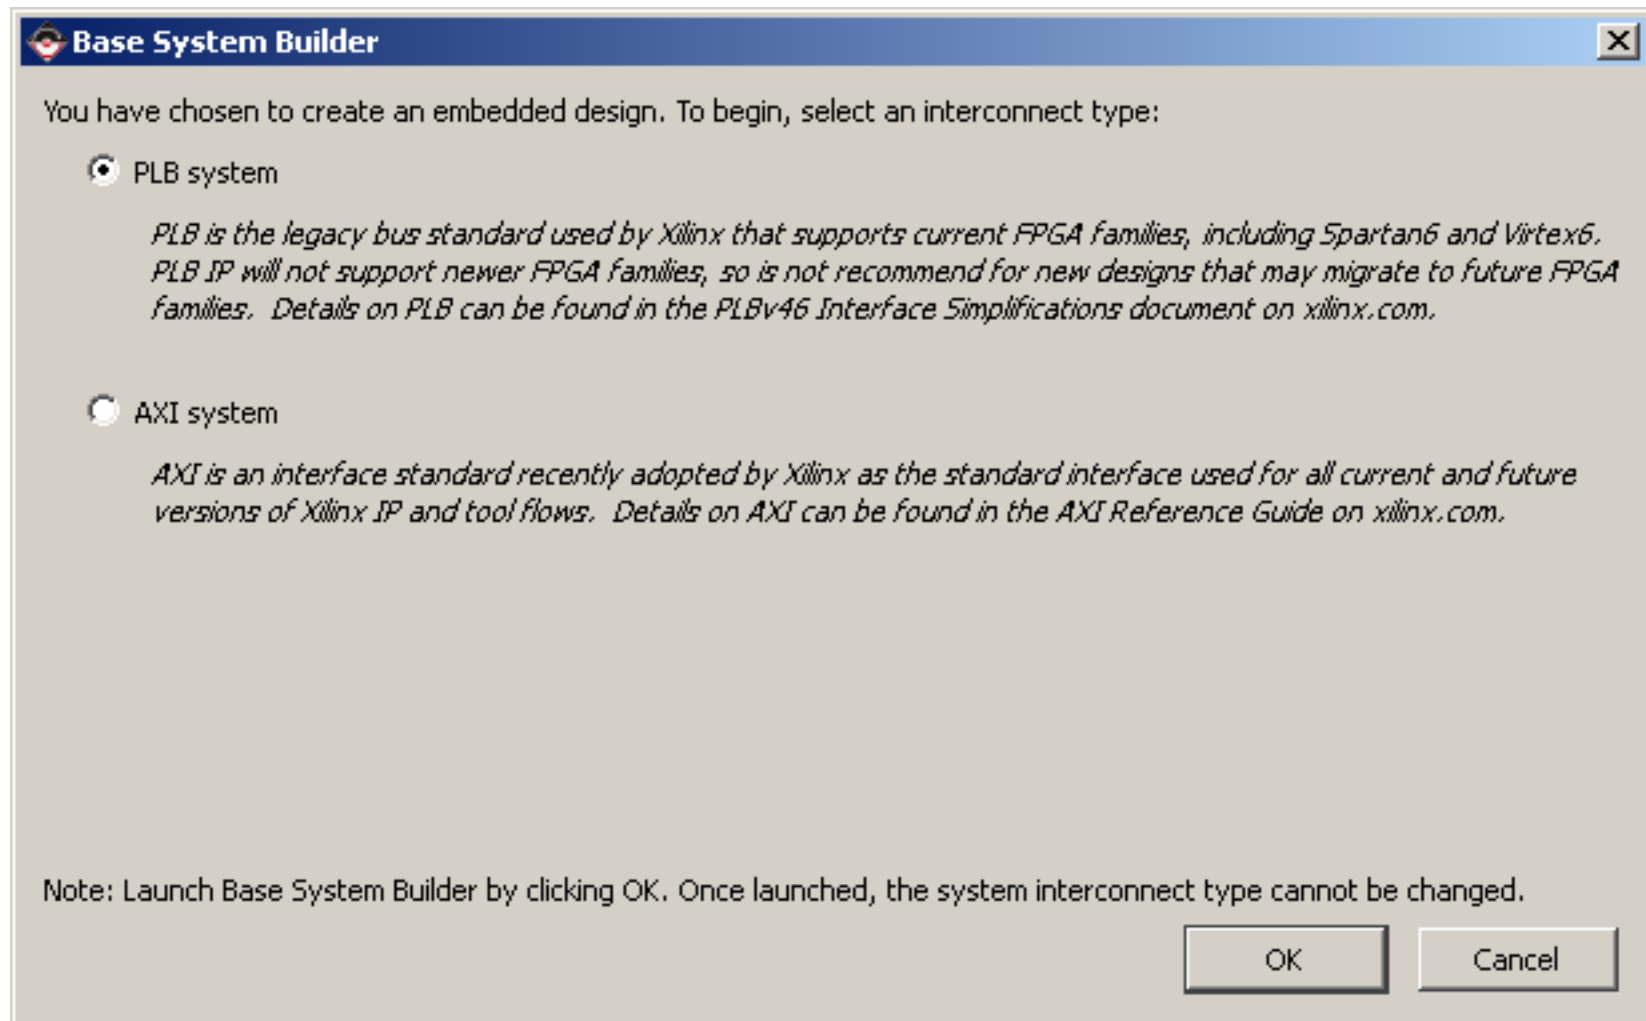 Base System Builder
You have chosen to create an embedded design. To begin, select an interconnect type:
PLB system
PLB is the legacy bus standard used by Xilinx that supports current FPGA families, including Spartan6 and Virtex6.
PLB IP will not support newer FPGA families, so is not recommend for new designs that may migrate to future FPGA
families. Details on PLB can be found in the PLBv46 Interface Simplifications document on xilinx.com.
AXI system
AXI is an interface standard recently adopted by Xilinx as the standard interface used for all current and future
versions of Xilinx IP and tool flows. Details on AXI can be found in the AXI Reference Guide on xilinx.com.
Note: Launch Base System Builder by clicking OK. Once launched, the system interconnect type cannot be changed.
OK Cancel